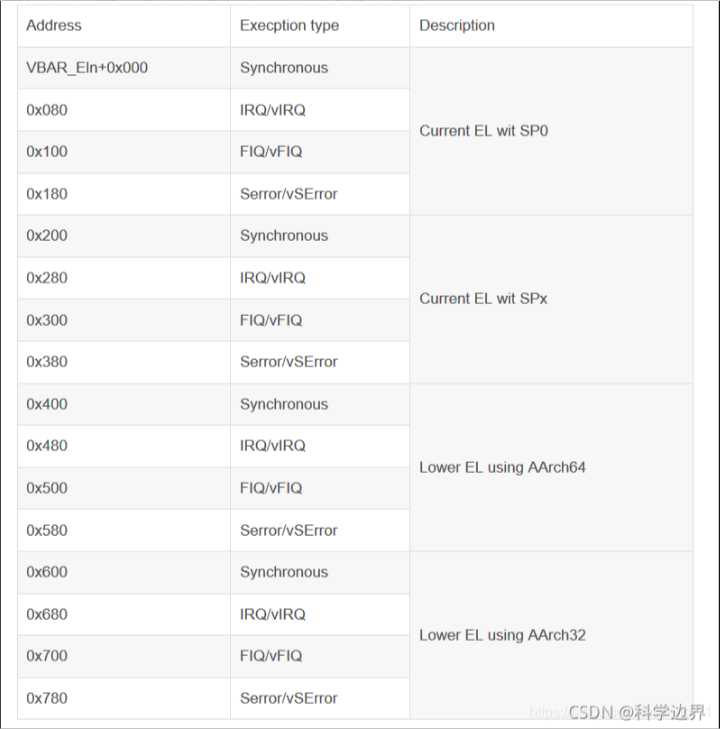 Address Execption type Description
VBAR_Eln+0x000 Synchronous
0x080 IRQ/vIRQ
Current EL wit SP0
0x100 FIQ/vFIQ
0x180 Serror/vSError
0x200 Synchronous
0x280 IRQ/vIRQ
Current EL wit SPx
0x300 FIQ/vFIQ
0x380 Serror/vSError
0x400 Synchronous
0x480 IRQ/vIRQ
Lower EL using AArch64
0x500 FIQ/vFIQ
0x580 Serror/vSError
0x600 Synchronous
0x680 IRQ/vIRQ
Lower EL using AArch32
0x700 FIQ/vFIQ
0x780 Serror/vSError
CSDN @科学边界